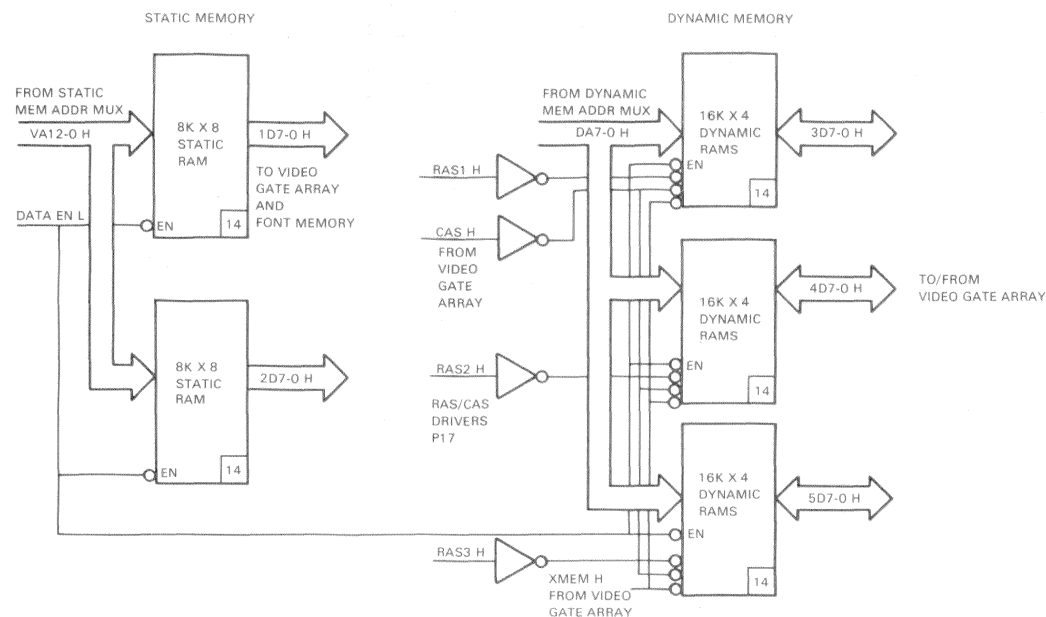 STATIC MEMORY
DYNAMIC MEMORY
FROM STATIC
MEM ADDR MUX
VA12-0 H
8K X 8
STATIC
RAM
1D7-0 H
TO VIDEO
GATE ARRAY
AND
FONT MEMORY
DATA EN L
EN
14
8K X 8
STATIC
RAM
2D7-0 H
EN
14
FROM DYNAMIC
MEM ADDR MUX
DA7-0 H
16K X 4
DYNAMIC
RAMS
3D7-0 H
EN
14
RAS1 H
CAS H
FROM
VIDEO
GATE
ARRAY
16K X 4
DYNAMIC
RAMS
4D7-0 H
TO/FROM
VIDEO GATE ARRAY
EN
14
RAS2 H
RAS/CAS
DRIVERS
P17
16K X 4
DYNAMIC
RAMS
5D7-0 H
EN
14
RAS3 H
XMEM H
FROM VIDEO
GATE ARRAY